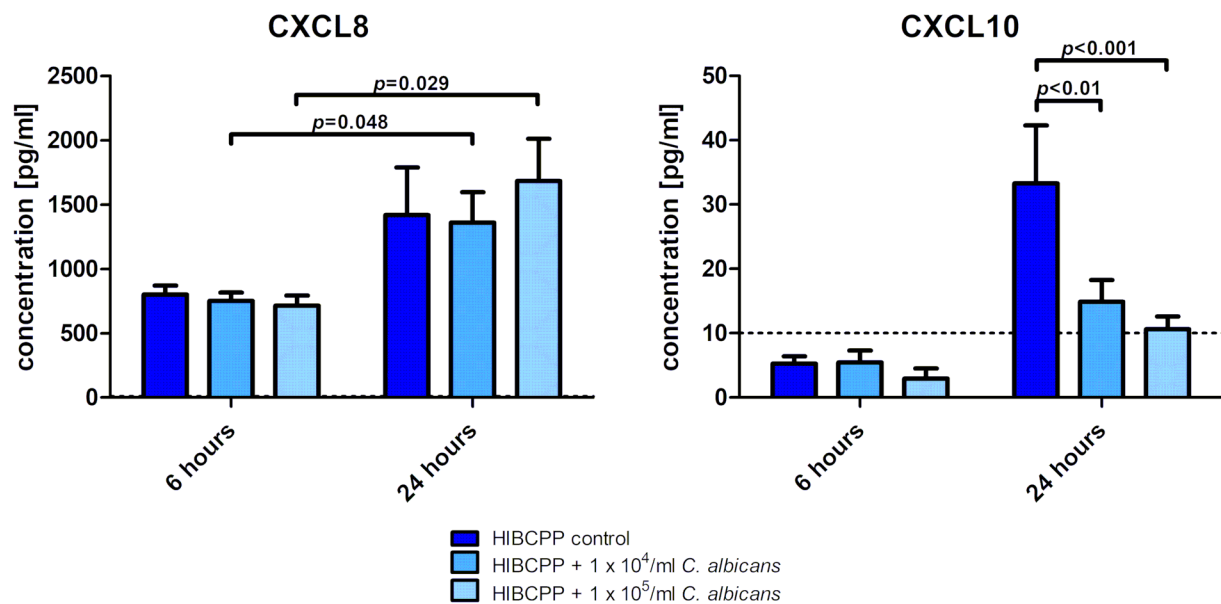 CXCL8
CXCL10
concentration [pg/ml]
2500
2000
1500
1000
500
0
p=0.029
p=0.048
6 hours
24 hours
concentration [pg/ml]
50
40
30
20
10
0
p<0.001
p<0.01
6 hours
24 hours
HIBCPP control
HIBCPP + 1 x 10⁴/ml C. albicans
HIBCPP + 1 x 10⁵/ml C. albicans